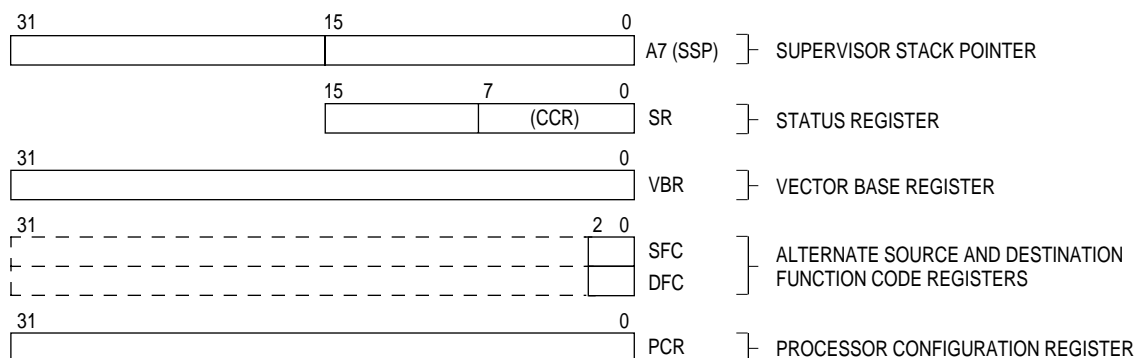 31 15 0
A7 (SSP) SUPERVISOR STACK POINTER
15 7 0
(CCR) SR STATUS REGISTER
31 0
VBR VECTOR BASE REGISTER
31 2 0
SFC ALTERNATE SOURCE AND DESTINATION
DFC FUNCTION CODE REGISTERS
31 0
PCR PROCESSOR CONFIGURATION REGISTER